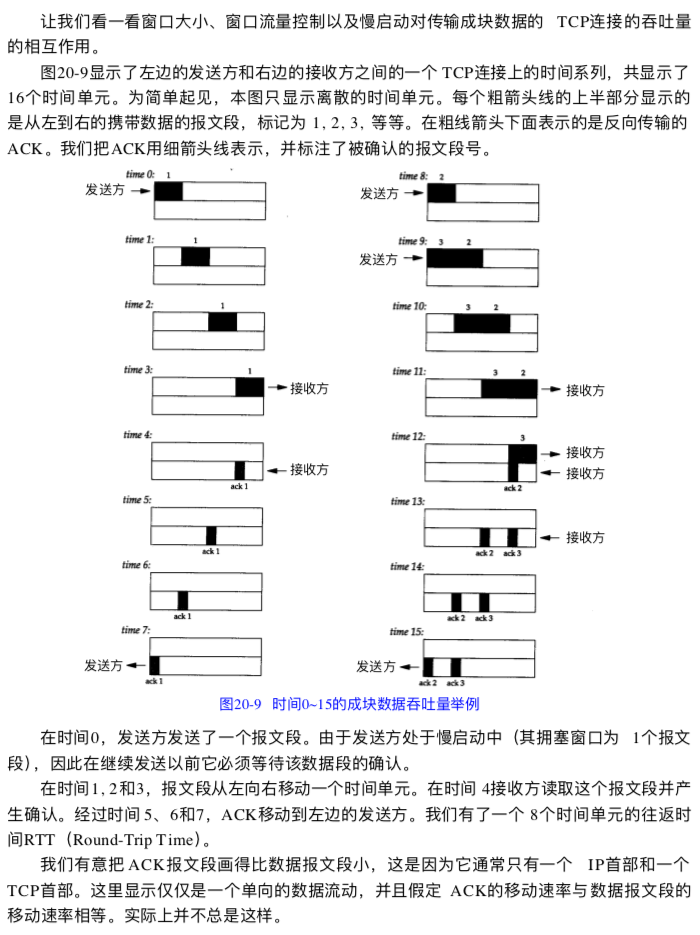 让我们看一看窗口大小、窗口流量控制以及慢启动对传输成块数据的 TCP连接的吞吐量
的相互作用。
图20-9显示了左边的发送方和右边的接收方之间的一个 TCP连接上的时间系列，共显示了
16个时间单元。为简单起见，本图只显示离散的时间单元。每个粗箭头线的上半部分显示的
是从左到右的携带数据的报文段，标记为 1, 2, 3, 等等。在粗线箭头下面表示的是反向传输的
ACK。我们把ACK用细箭头线表示，并标注了被确认的报文段号。
time 0: 1
发送方
time 1: 1
time 2: 1
time 3: 1
接收方
time 4:
接收方
ack 1
time 5:
ack 1
time 6:
ack 1
time 7:
发送方
ack 1
time 8: 2
发送方
time 9: 3 2
发送方
time 10: 3 2
time 11: 3 2
接收方
time 12: 3
接收方
接收方
ack 2
time 13:
接收方
ack 2 ack 3
time 14:
ack 2 ack 3
time 15:
发送方
ack 2 ack 3
图20-9 时间0~15的成块数据吞吐量举例
在时间0，发送方发送了一个报文段。由于发送方处于慢启动中（其拥塞窗口为 1个报文
段），因此在继续发送以前它必须等待该数据段的确认。
在时间1, 2和3，报文段从左向右移动一个时间单元。在时间 4接收方读取这个报文段并产
生确认。经过时间 5、6和7，ACK移动到左边的发送方。我们有了一个 8个时间单元的往返时
间RTT（Round-Trip Time）。
我们有意把 ACK报文段画得比数据报文段小，这是因为它通常只有一个 IP首部和一个
TCP首部。这里显示仅仅是一个单向的数据流动，并且假定 ACK的移动速率与数据报文段的
移动速率相等。实际上并不总是这样。